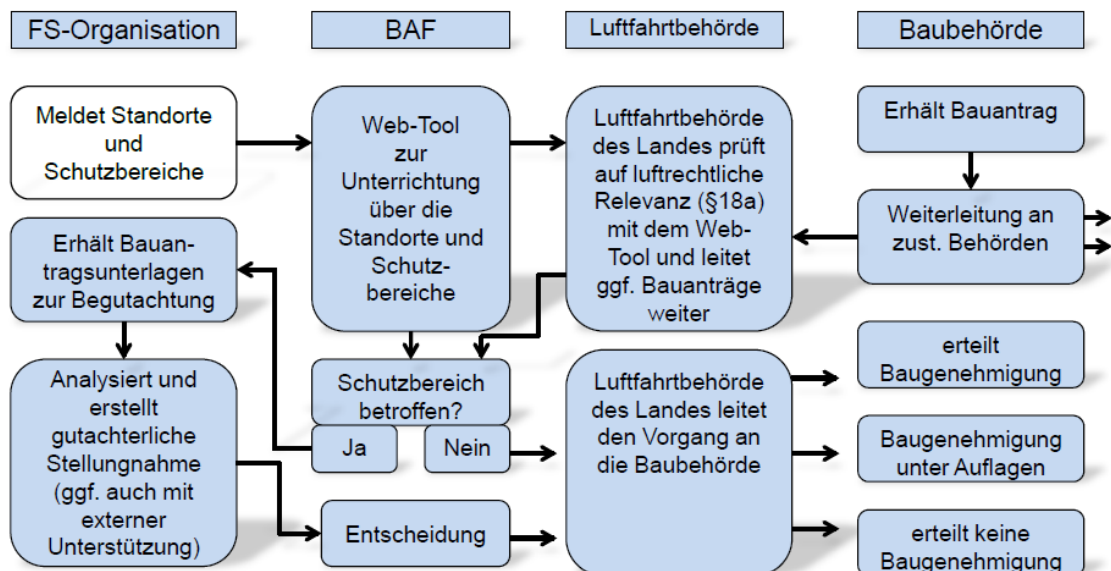 FS-Organisation
BAF
Luftfahrtbehörde
Baubehörde
Meldet Standorte
und
Schutzbereiche
Web-Tool
zur
Unterrichtung
über die
Standorte und
Schutz-
bereiche
Luftfahrtbehörde
des Landes prüft
auf luftrechtliche
Relevanz (§18a)
mit dem Web-
Tool und leitet
ggf. Bauanträge
weiter
Erhält Bauantrag
Weiterleitung an
zust. Behörden
Erhält Bauan-
tragsunterlagen
zur Begutachtung
Analysiert und
erstellt
gutachterliche
Stellungnahme
(ggf. auch mit
externer
Unterstützung)
Schutzbereich
betroffen?
Ja
Nein
Entscheidung
Luftfahrtbehörde
des Landes leitet
den Vorgang an
die Baubehörde
erteilt
Baugenehmigung
Baugenehmigung
unter Auflagen
erteilt keine
Baugenehmigung